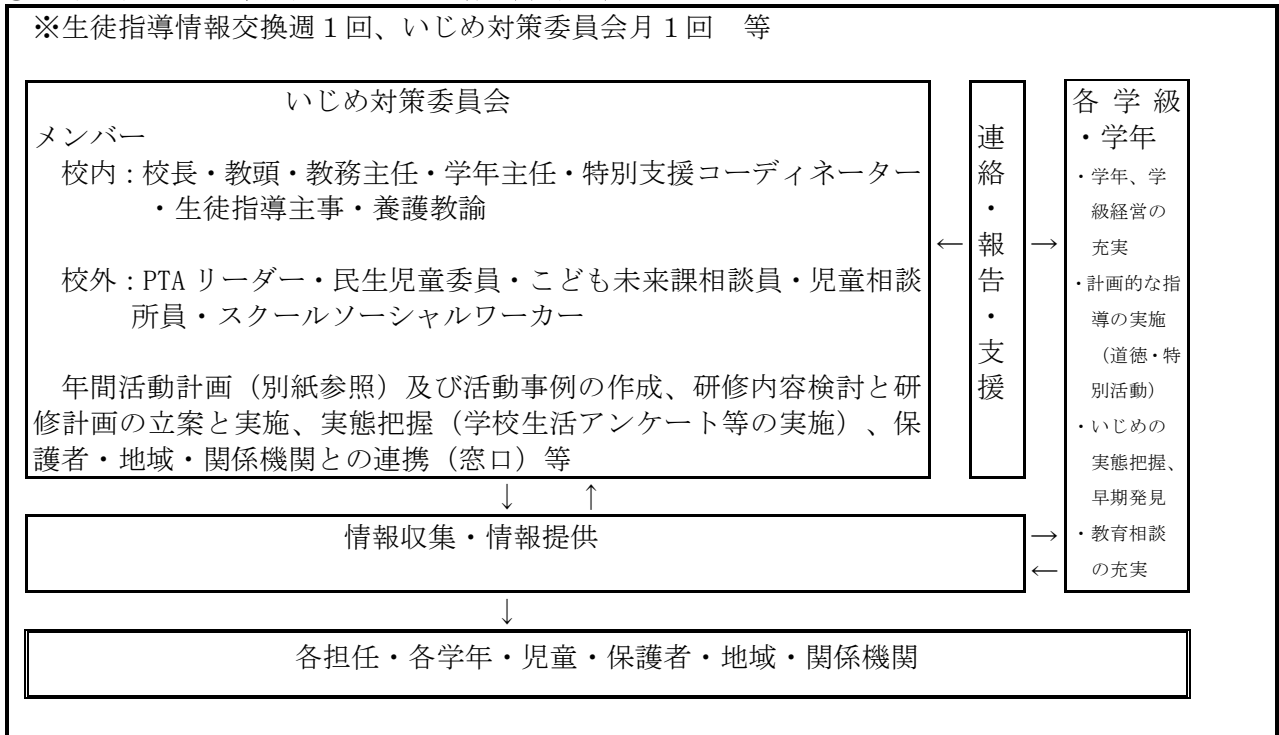 ※生徒指導情報交換週１回、いじめ対策委員会月１回　等
いじめ対策委員会
メンバー
校内：校長・教頭・教務主任・学年主任・特別支援コーディネーター
・生徒指導主事・養護教諭
校外：PTA リーダー・民生児童委員・こども未来課相談員・児童相談
所員・スクールソーシャルワーカー
年間活動計画（別紙参照）及び活動事例の作成、研修内容検討と研
修計画の立案と実施、実態把握（学校生活アンケート等の実施）、保
護者・地域・関係機関との連携（窓口）等
←
連絡・報告・支援
→
各学級
・学年
・学年、学
級経営の
充実
・計画的な指
導の実施
（道徳・特
別活動）
・いじめの
実態把握、
早期発見
・教育相談
の充実
↓　↑
情報収集・情報提供
→
←
↓
各担任・各学年・児童・保護者・地域・関係機関